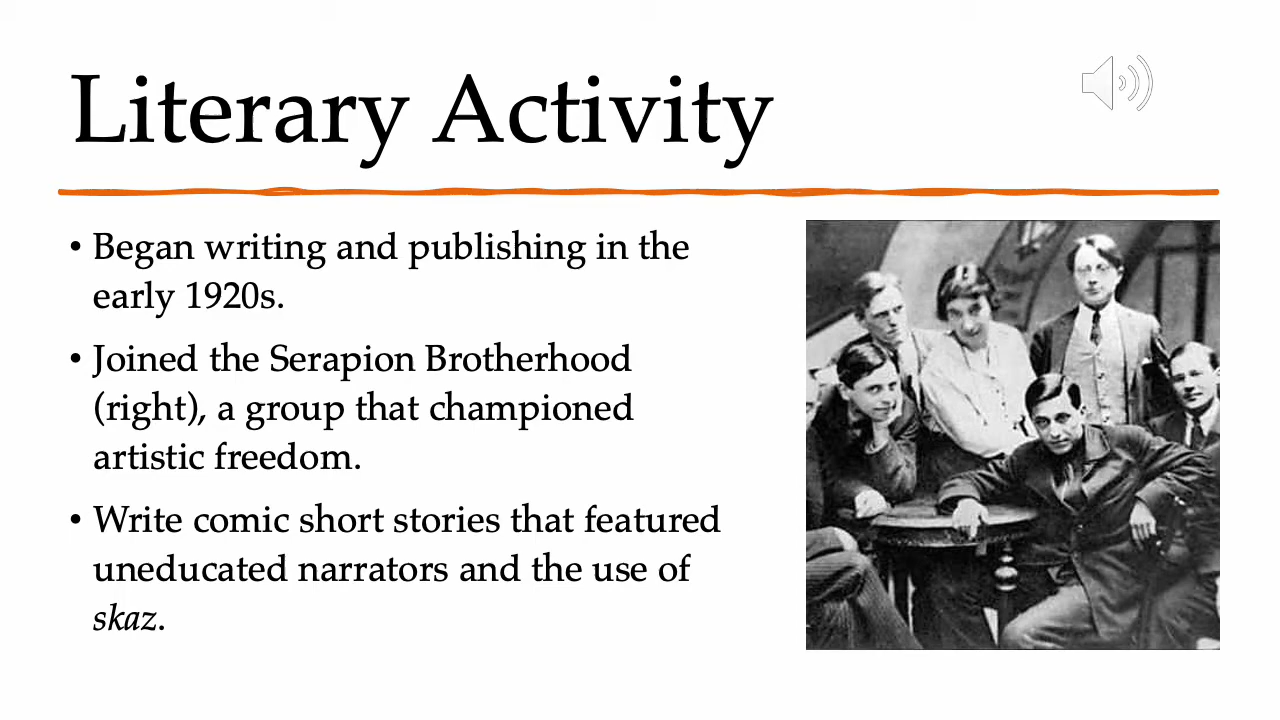 Literary Activity
• Began writing and publishing in the
early 1920s.
• Joined the Serapion Brotherhood
(right), a group that championed
artistic freedom.
• Write comic short stories that featured
uneducated narrators and the use of
skaz.